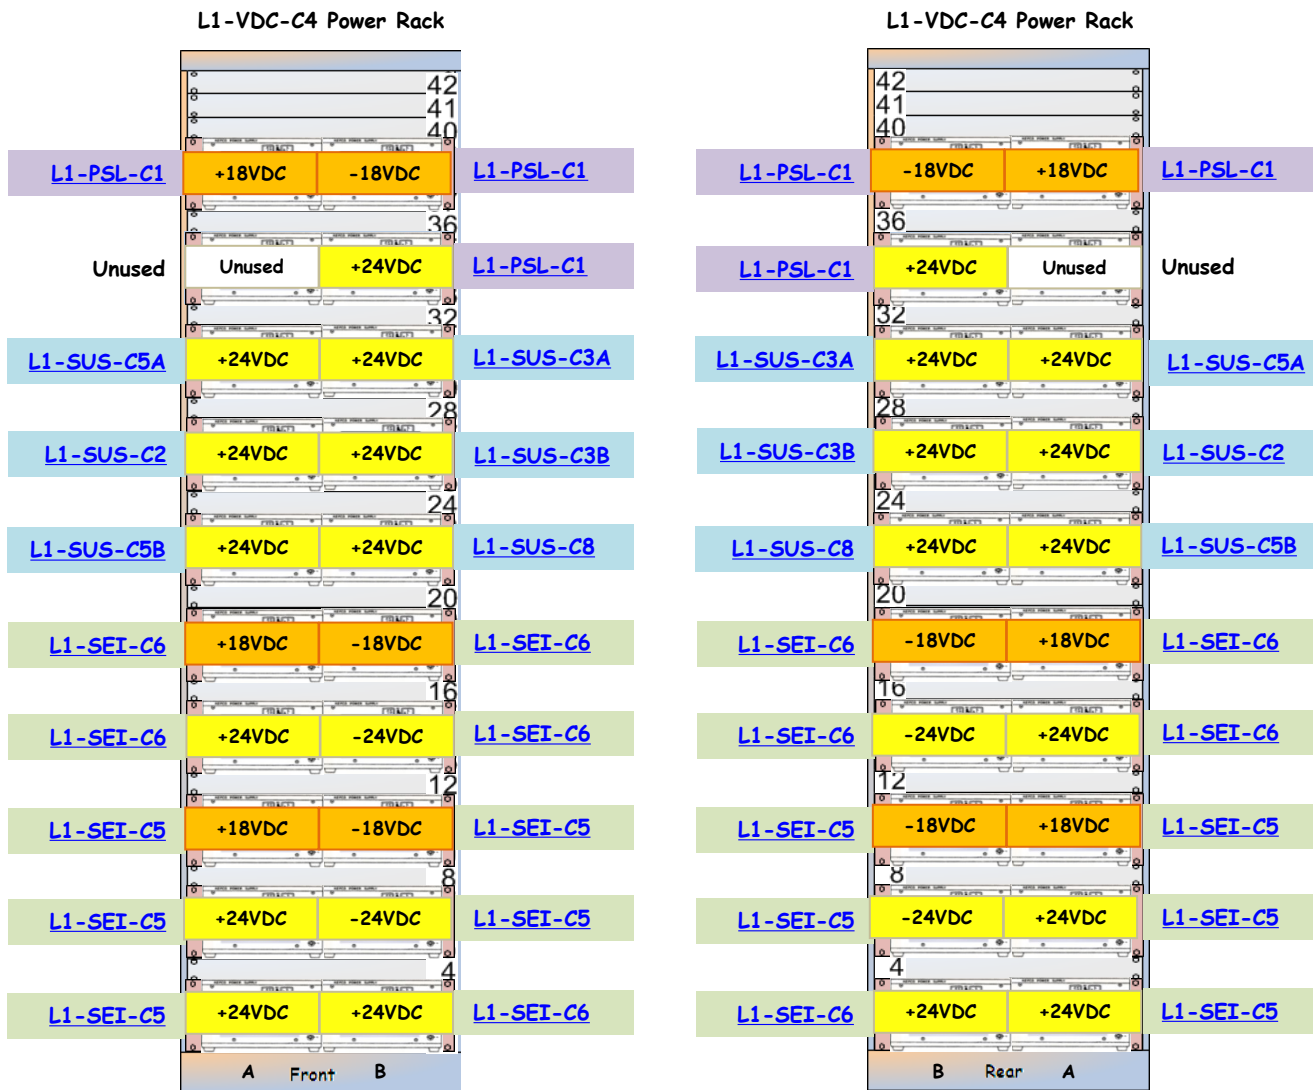 L1-VDC-C4 Power Rack
42
41
40
L1-PSL-C1 +18VDC -18VDC L1-PSL-C1
36
Unused Unused +24VDC L1-PSL-C1
32
L1-SUS-C5A +24VDC +24VDC L1-SUS-C3A
28
L1-SUS-C2 +24VDC +24VDC L1-SUS-C3B
24
L1-SUS-C5B +24VDC +24VDC L1-SUS-C8
20
L1-SEI-C6 +18VDC -18VDC L1-SEI-C6
16
L1-SEI-C6 +24VDC -24VDC L1-SEI-C6
12
L1-SEI-C5 +18VDC -18VDC L1-SEI-C5
8
L1-SEI-C5 +24VDC -24VDC L1-SEI-C5
4
L1-SEI-C5 +24VDC +24VDC L1-SEI-C6
A Front B
L1-VDC-C4 Power Rack
42
41
40
L1-PSL-C1 -18VDC +18VDC L1-PSL-C1
36
L1-PSL-C1 +24VDC Unused Unused
32
L1-SUS-C3A +24VDC +24VDC L1-SUS-C5A
28
L1-SUS-C3B +24VDC +24VDC L1-SUS-C2
24
L1-SUS-C8 +24VDC +24VDC L1-SUS-C5B
20
L1-SEI-C6 -18VDC +18VDC L1-SEI-C6
16
L1-SEI-C6 -24VDC +24VDC L1-SEI-C6
12
L1-SEI-C5 -18VDC +18VDC L1-SEI-C5
8
L1-SEI-C5 -24VDC +24VDC L1-SEI-C5
4
L1-SEI-C6 +24VDC +24VDC L1-SEI-C5
B Rear A